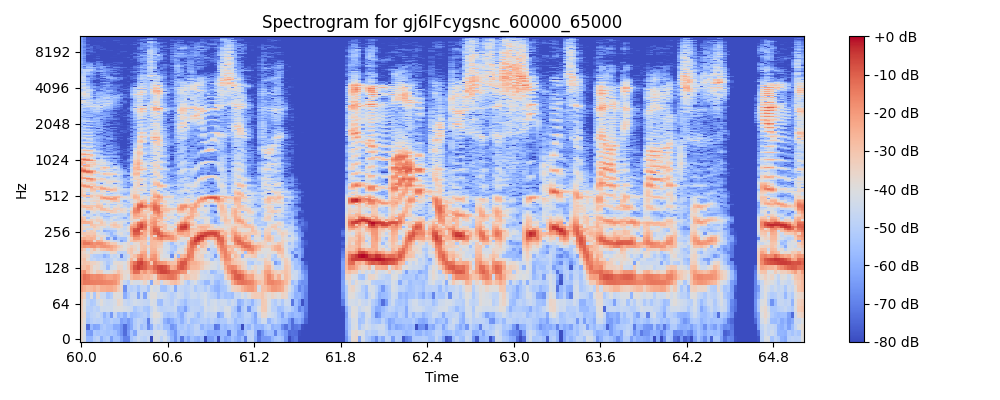 Spectrogram for gj6lFcygsnc_60000_65000
8192
4096
2048
1024
512
256
128
64
0
Hz
60.0 60.6 61.2 61.8 62.4 63.0 63.6 64.2 64.8
Time
+0 dB
-10 dB
-20 dB
-30 dB
-40 dB
-50 dB
-60 dB
-70 dB
-80 dB